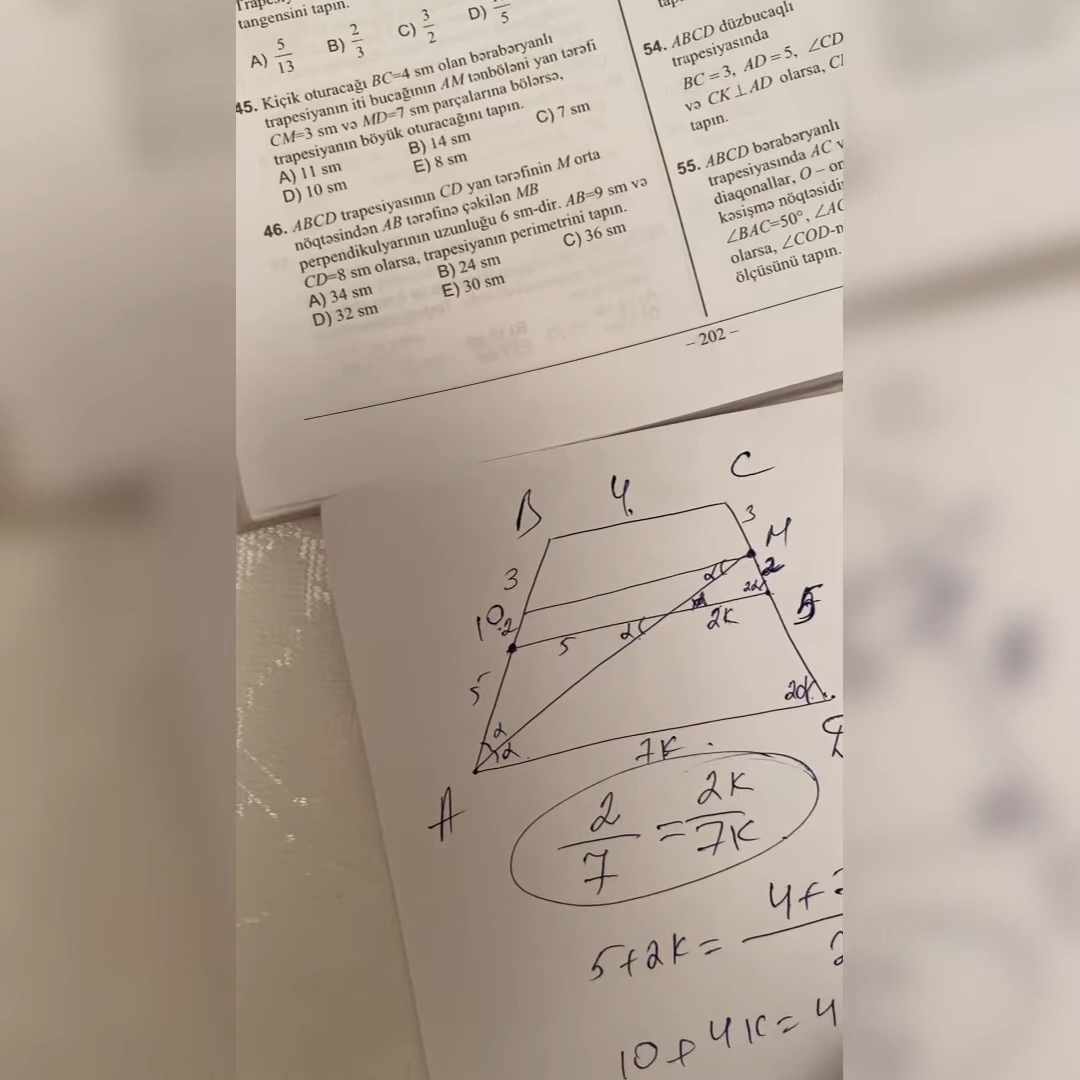 tangensini tapın.
A) 5/13 B) 2/3 C) 3/2 D) 5
45. Kiçik oturacağı BC=4 sm olan bərabəryanlı
trapesiyanın iti bucağının AM tənböləni yan tərəfi
CM=3 sm və MD=7 sm parçalarına bölərsə,
trapesiyanın böyük oturacağını tapın.
A) 11 sm B) 14 sm C) 7 sm
D) 10 sm E) 8 sm
46. ABCD trapesiyasının CD yan tərəfinin M orta
nöqtəsindən AB tərəfinə çəkilən MB
perpendikulyarının uzunluğu 6 sm-dir. AB=9 sm və
CD=8 sm olarsa, trapesiyanın perimetrini tapın.
A) 34 sm B) 24 sm C) 36 sm
D) 32 sm E) 30 sm
54. ABCD düzbucaqlı
trapesiyasında
BC = 3, AD = 5, ∠CD
və CK ⊥ AD olarsa,
tapın.
55. ABCD bərabəryanlı
trapesiyasında AC
diaqonallar, O –
kəsişmə
∠BAC=50°,
olarsa, ∠COD-
ölçüsünü tapın.
– 202 –
B 4 C
3 3 M
10 2 α 2
5 α 2k 2α
5
α α 7k 2α
A
2/7 = 2k/7k
5+2k = 4+
10+4k=4